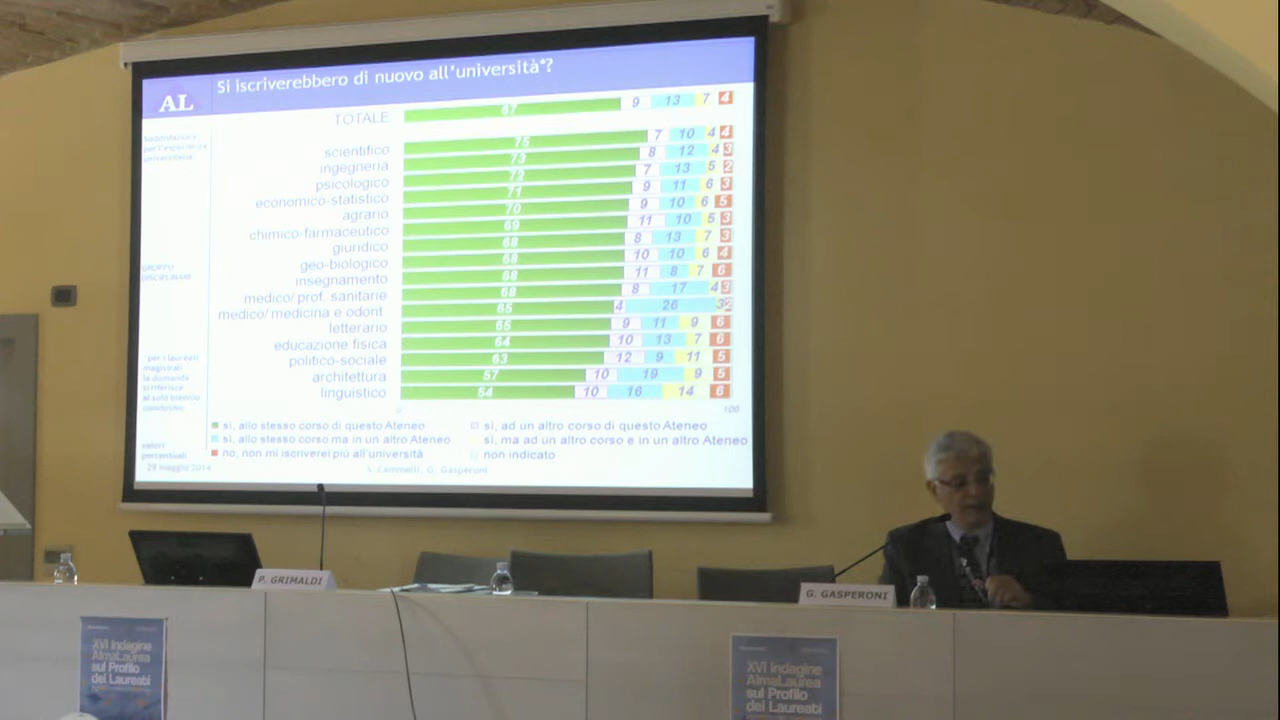 AL
Si iscriverebbero di nuovo all'università*?
Soddisfazione
per l'esperienza
universitaria
TOTALE 67 9 13 7 4
scientifico 75 7 10 4 4
ingegneria 73 8 12 4 3
psicologico 72 7 13 5 2
economico-statistico 71 9 11 6 3
agrario 70 9 10 6 5
chimico-farmaceutico 69 11 10 5 3
giuridico 68 8 13 7 3
geo-biologico 68 10 10 6 4
insegnamento 68 11 8 7 6
medico/prof. sanitarie 68 8 17 4 3
medico/medicina e odont 65 4 26 3 2
letterario 65 9 11 9 6
educazione fisica 64 10 13 7 6
politico-sociale 63 12 9 11 5
architettura 57 10 19 9 5
linguistico 54 10 16 14 6
GRUPPO
DISCIPLINARE
* per i laureati
magistrali
la domanda
si riferisce
al solo biennio
conclusivo
0 100
sì, allo stesso corso di questo Ateneo
sì, ad un altro corso di questo Ateneo
sì, allo stesso corso ma in un altro Ateneo
sì, ma ad un altro corso e in un altro Ateneo
no, non mi iscriverei più all'università
non indicato
valori
percentuali
29 maggio 2014
S. Cammelli, G. Gasperoni
P. GRIMALDI
G. GASPERONI
XVI Indagine
AlmaLaurea
sul Profilo
dei Laureati
XVI Indagine
AlmaLaurea
sul Profilo
dei Laureati